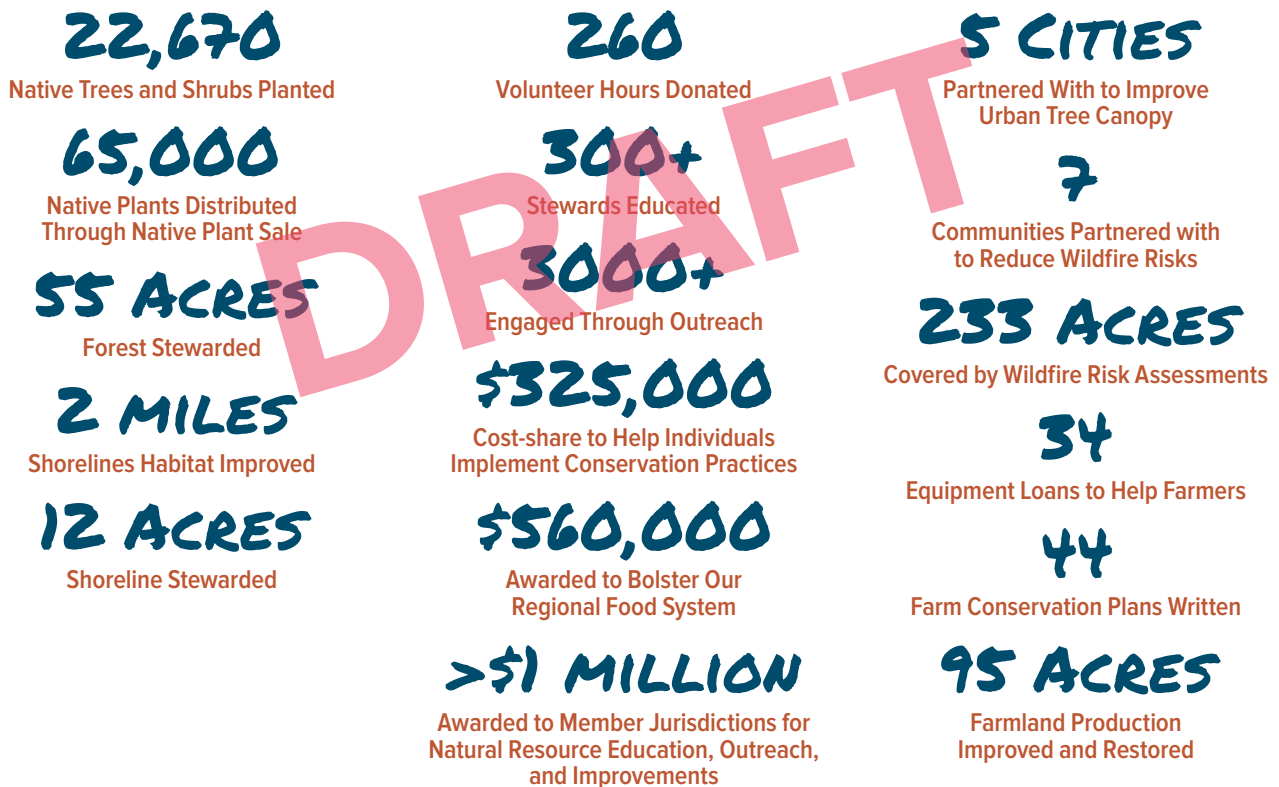 22,670
Native Trees and Shrubs Planted
65,000
Native Plants Distributed
Through Native Plant Sale
55 Acres
Forest Stewarded
2 miles
Shorelines Habitat Improved
12 Acres
Shoreline Stewarded
260
Volunteer Hours Donated
300+
Stewards Educated
3000+
Engaged Through Outreach
$325,000
Cost-share to Help Individuals
Implement Conservation Practices
$560,000
Awarded to Bolster Our
Regional Food System
>$1 million
Awarded to Member Jurisdictions for
Natural Resource Education, Outreach,
and Improvements
5 Cities
Partnered With to Improve
Urban Tree Canopy
7
Communities Partnered with
to Reduce Wildfire Risks
233 Acres
Covered by Wildfire Risk Assessments
34
Equipment Loans to Help Farmers
44
Farm Conservation Plans Written
95 Acres
Farmland Production
Improved and Restored
DRAFT